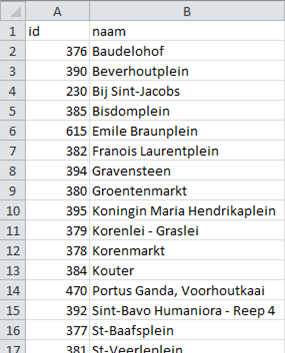 A B
1 id naam
2 376 Baudelohof
3 390 Beverhoutplein
4 230 Bij Sint-Jacobs
5 385 Bisdomplein
6 615 Emile Braunplein
7 382 Franois Laurentplein
8 394 Gravensteen
9 380 Groentenmarkt
10 395 Koningin Maria Hendrikaplein
11 379 Korenlei - Graslei
12 378 Korenmarkt
13 384 Kouter
14 470 Portus Ganda, Voorhoutkaai
15 392 Sint-Bavo Humaniora - Reep 4
16 377 St-Baafsplein
17 381 St-Veerleplein